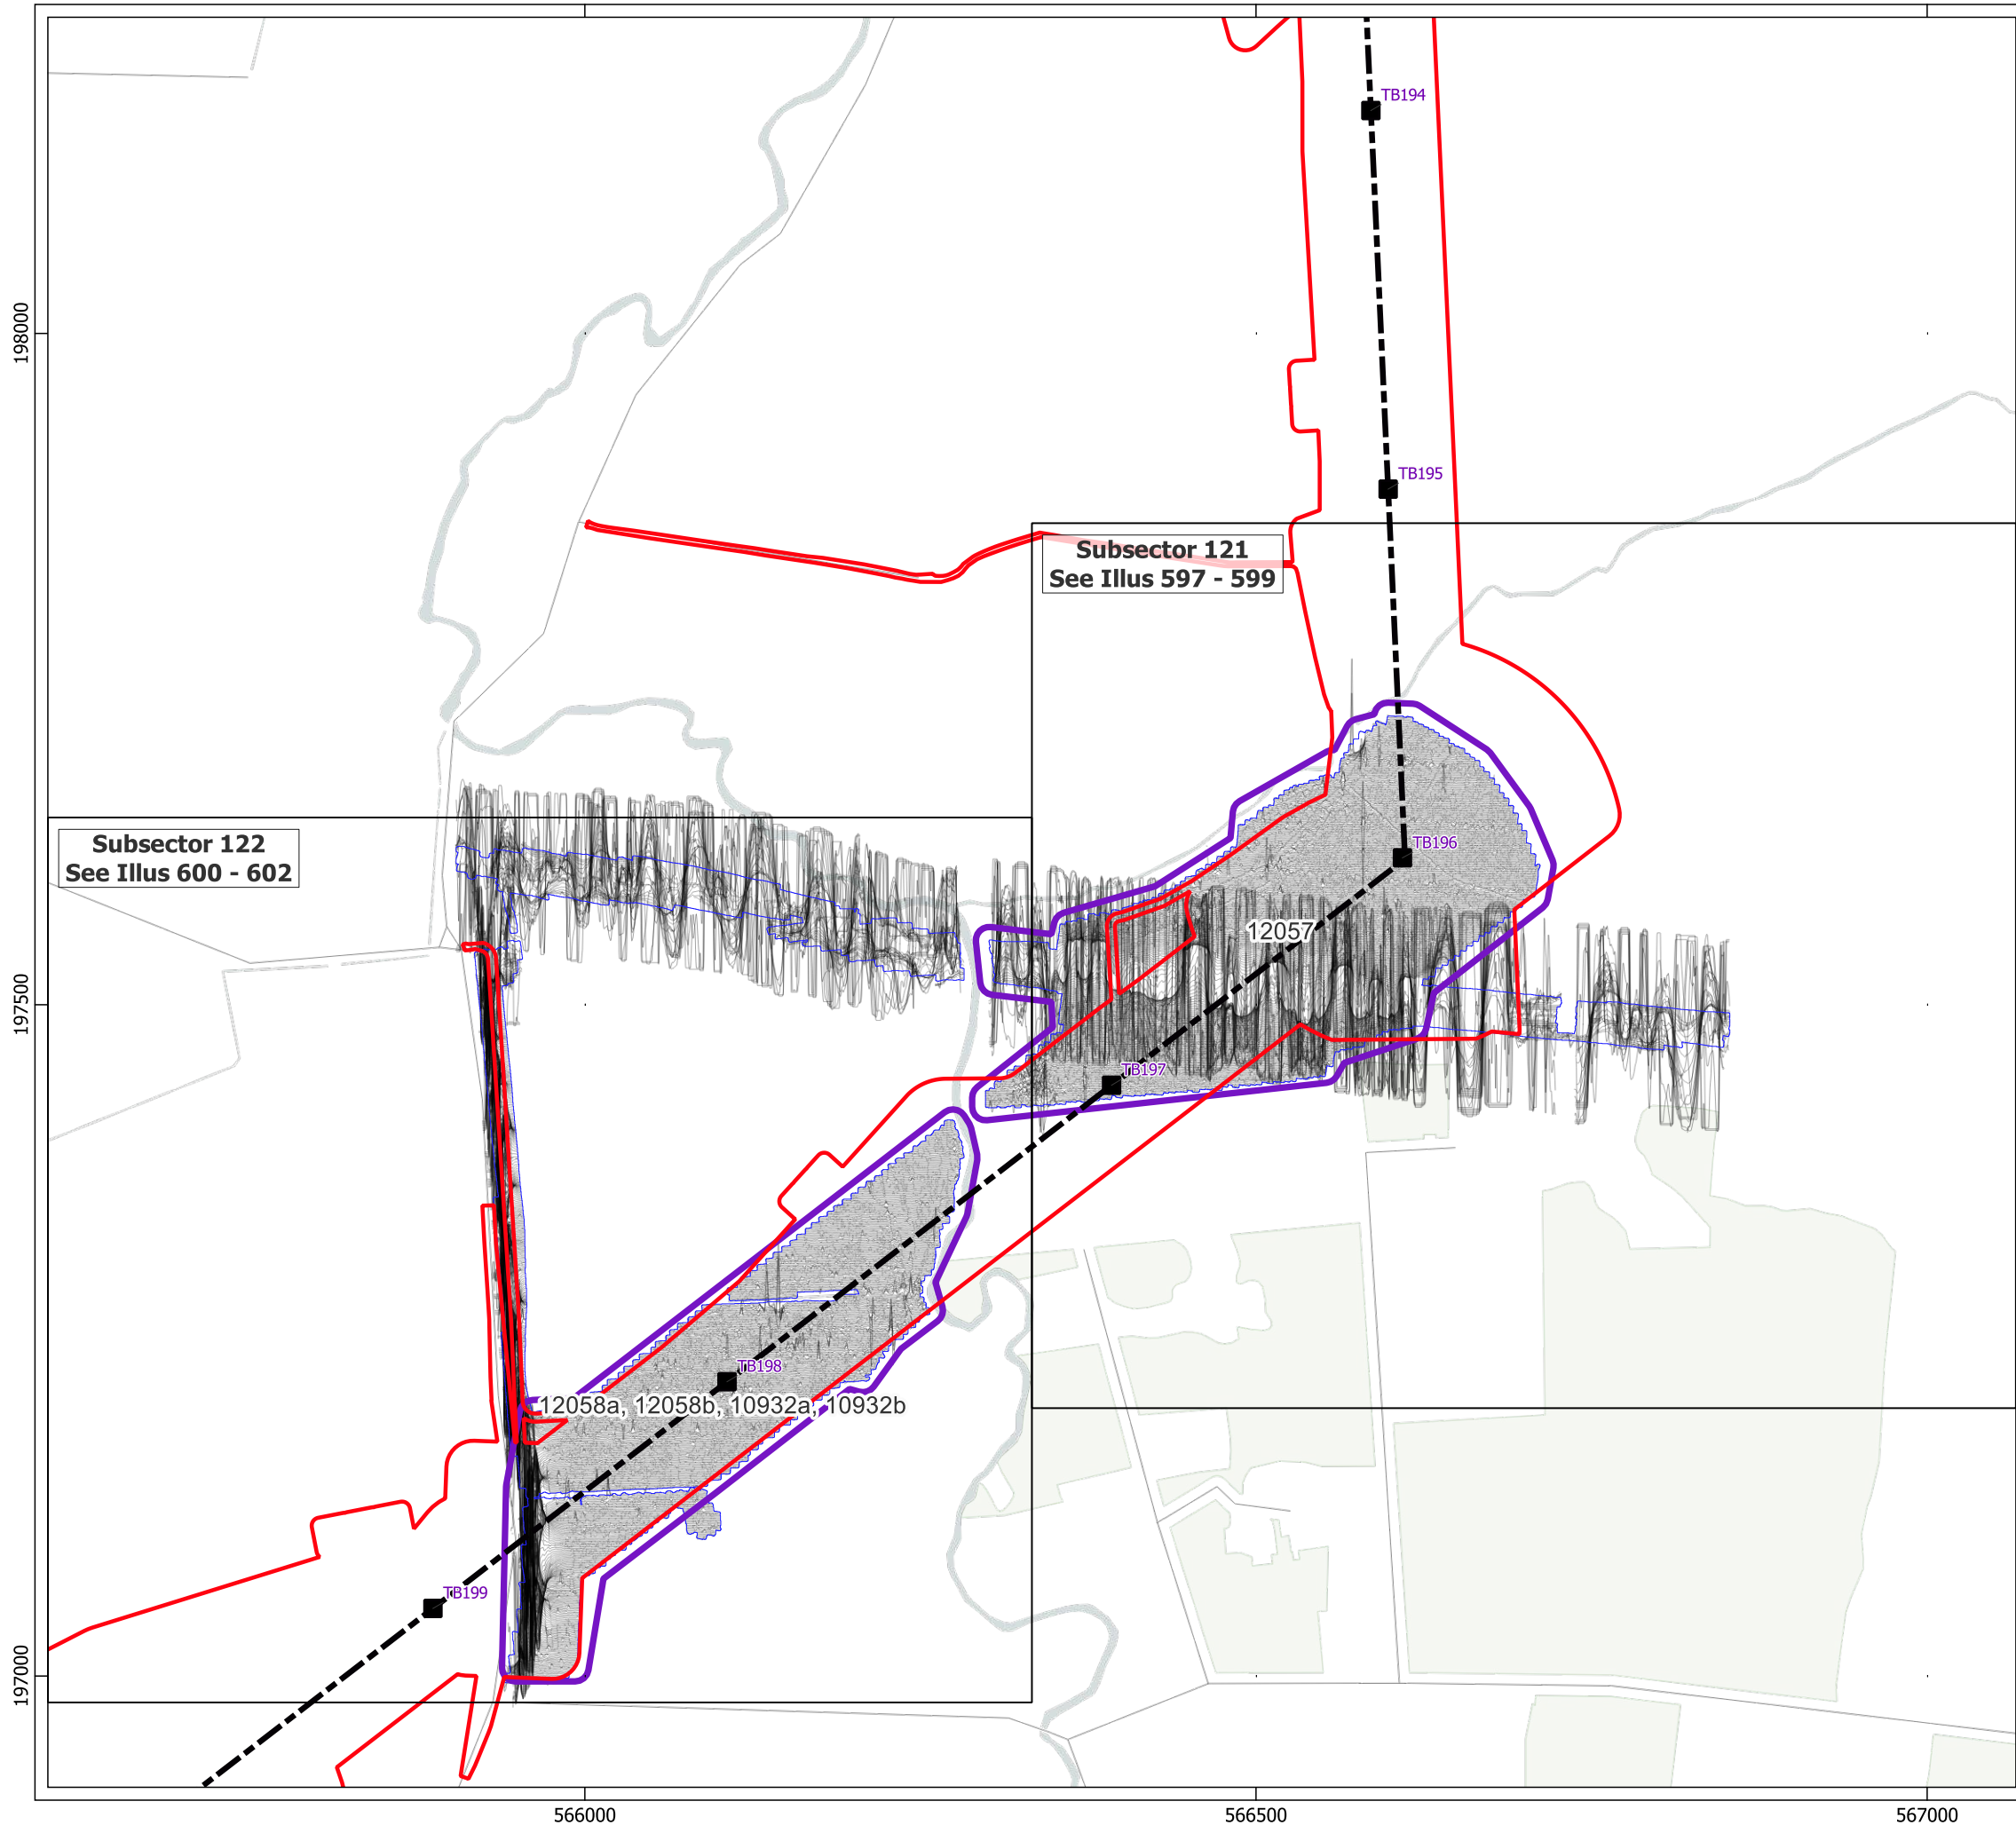 TB194
198000
TB195
Subsector 121
See Illus 597 - 599
Subsector 122
See Illus 600 - 602
TB196
12057
197500
TB197
TB198
12058a, 12058b, 10932a, 10932b
TB199
197000
566000
566500
567000